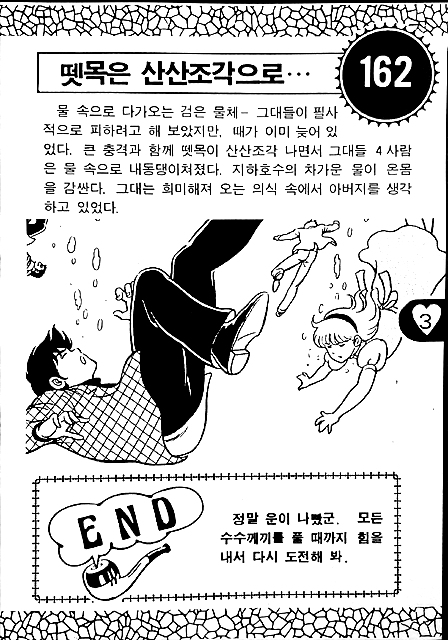 뗏목은 산산조각으로…
162
물 속으로 다가오는 검은 물체– 그대들이 필사
적으로 피하려고 해 보았지만, 때가 이미 늦어 있
었다. 큰 충격과 함께 뗏목이 산산조각 나면서 그대들 4사람
은 물 속으로 내동댕이쳐졌다. 지하호수의 차가운 물이 온몸
을 감싼다. 그대는 희미해져 오는 의식 속에서 아버지를 생각
하고 있었다.
3
END
정말 운이 나빴군. 모든
수수께끼를 풀 때까지 힘을
내서 다시 도전해 봐.